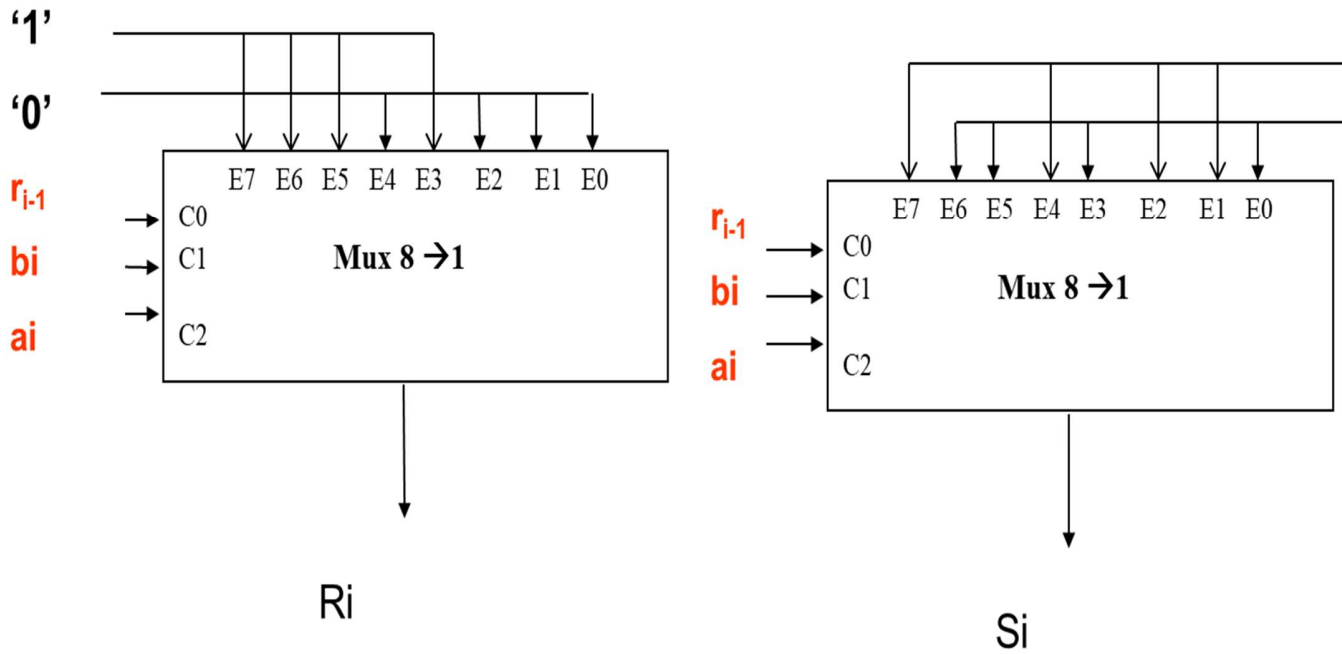 ‘1’
‘0’
E7 E6 E5 E4 E3 E2 E1 E0
ri-1
C0
bi
C1
Mux 8 →1
ai
C2
Ri
E7 E6 E5 E4 E3 E2 E1 E0
ri-1
C0
bi
C1
Mux 8 →1
ai
C2
Si